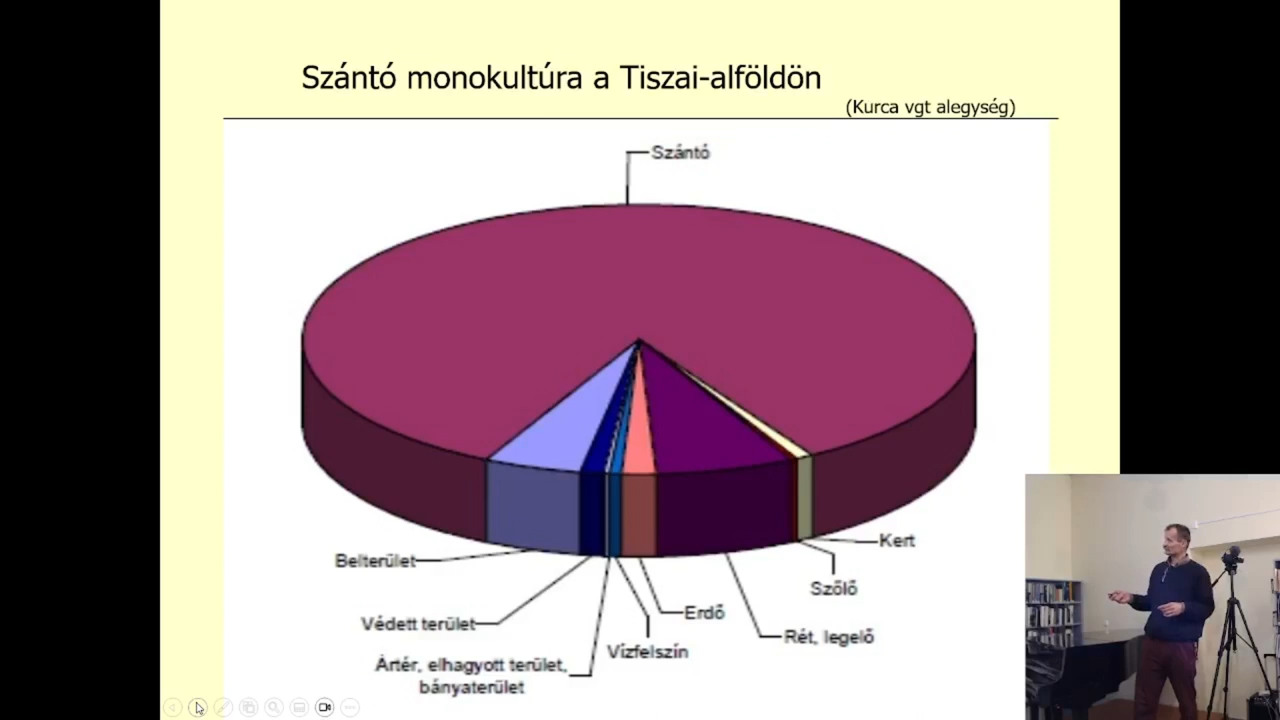 Szántó monokultúra a Tiszai-alföldön
(Kurca vgt alegység)
Szántó
Belterület
Védett terület
Ártér, elhagyott terület,
bányaterület
Vízfelszín
Erdő
Rét, legelő
Szőlő
Kert